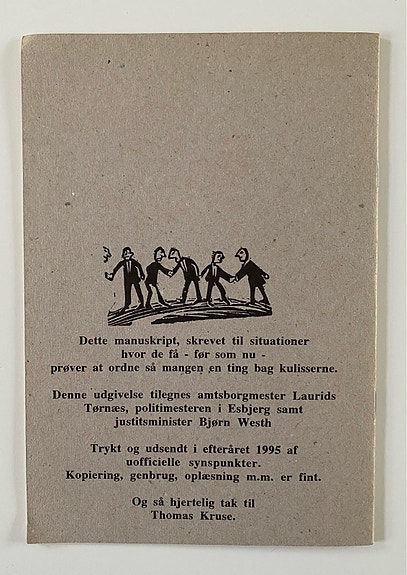 Dette manuskript, skrevet til situationer
hvor de få - før som nu -
prøver at ordne så mangen en ting bag kulisserne.
Denne udgivelse tilegnes amtsborgmester Laurids
Tørnæs, politimesteren i Esbjerg samt
justitsminister Bjørn Westh
Trykt og udsendt i efteråret 1995 af
uofficielle synspunkter.
Kopiering, genbrug, oplæsning m.m. er fint.
Og så hjertelig tak til
Thomas Kruse.